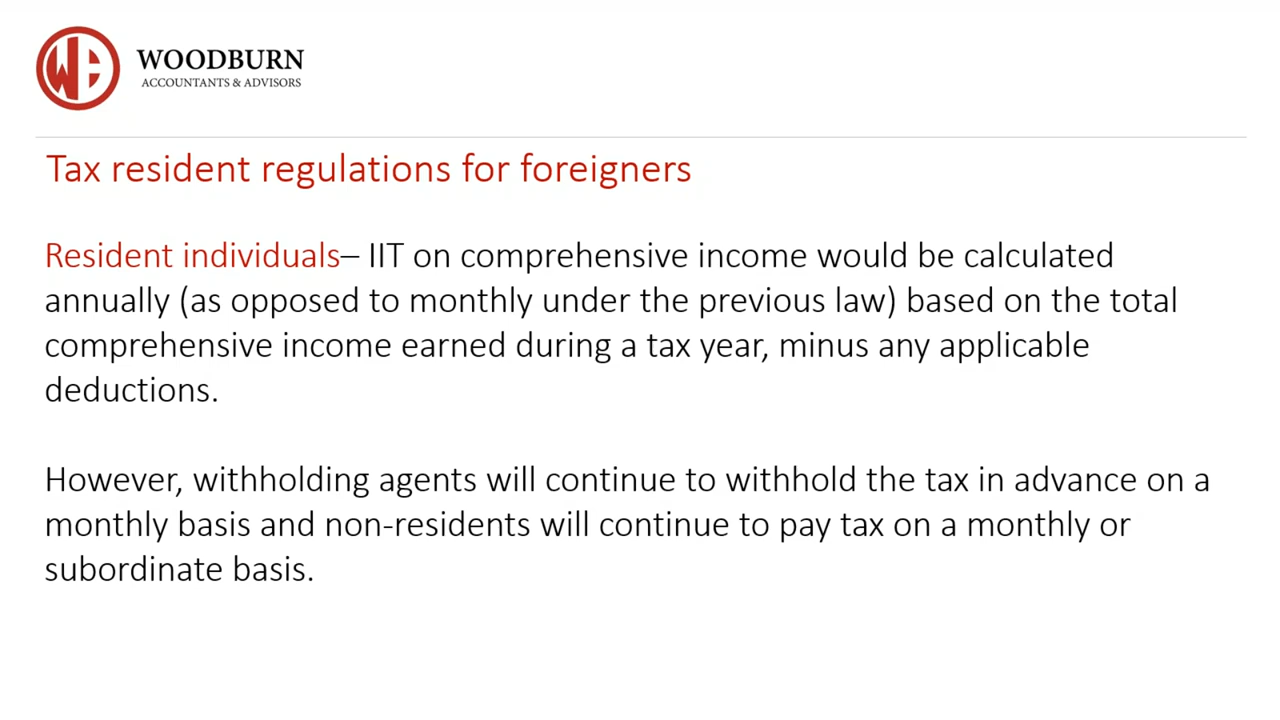 WOODBURN
ACCOUNTANTS & ADVISORS
Tax resident regulations for foreigners
Resident individuals– IIT on comprehensive income would be calculated
annually (as opposed to monthly under the previous law) based on the total
comprehensive income earned during a tax year, minus any applicable
deductions.
However, withholding agents will continue to withhold the tax in advance on a
monthly basis and non-residents will continue to pay tax on a monthly or
subordinate basis.